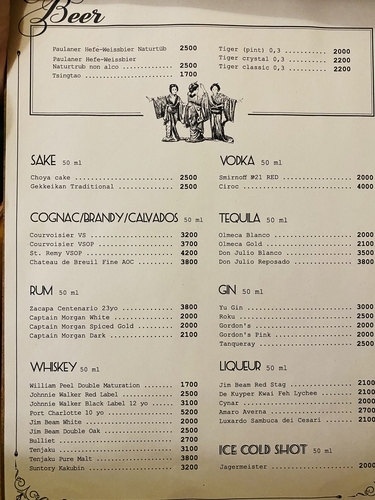 Beer
Paulaner Hefe-Weissbier Naturtüb 2500
Paulaner Hefe-Weissbier
Naturtrub non alco ............ 2500
Tsingtao ........................ 1700
Tiger (pint) 0,3 ............ 2000
Tiger crystal 0,3 ........... 2200
Tiger classic 0,3 ........... 2200
SAKE 50 ml
Choya cake ...................... 2500
Gekkeikan Traditional ........... 2500
VODKA 50 ml
Smirnoff №21 RED ............ 2000
Ciroc ....................... 4000
COGNAC/BRANDY/CALVADOS 50 ml
Courvoisier VS .................. 3200
Courvoisier VSOP ................ 3700
St. Remy VSOP ................... 4200
Chateau de Breuil Fine AOC ...... 3800
TEQUILA 50 ml
Olmeca Blanco ............... 2000
Olmeca Gold ................. 2100
Don Julio Blanco ............ 3500
Don Julio Reposado .......... 3800
RUM 50 ml
Zacapa Centenario 23yo .......... 3800
Captain Morgan White ............ 2000
Captain Morgan Spiced Gold ...... 2000
Captain Morgan Dark ............. 2100
GIN 50 ml
Yu Gin ...................... 3000
Roku ........................ 2500
Gordon's .................... 2000
Gordon's Pink ............... 2000
Tanqueray ................... 2500
WHISKEY 50 ml
William Peel Double Maturation .. 1700
Johnnie Walker Red Label ........ 2500
Johnnie Walker Black Label 12 yo 3100
Port Charlotte 10 yo ............ 5200
Jim Beam White .................. 2000
Jim Beam Double Oak ............. 2500
Bulliet ......................... 2700
Tenjaku ......................... 3100
Tenjaku Pure Malt ............... 3800
Suntory Kakubin ................. 3200
LIQUEUR 50 ml
Jim Beam Red Stag ........... 2100
De Kuyper Kwai Feh Lychee ... 2100
Cynar ....................... 2000
Amaro Averna ................ 2700
Luxardo Sambuca dei Cesari .. 2100
ICE COLD SHOT 50 ml
Jagermeister ................ 2000